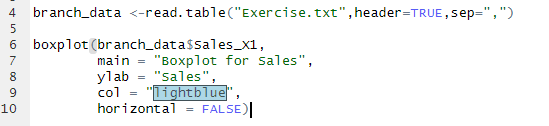 4 branch_data <-read.table("Exercise.txt",header=TRUE,sep=",")
5
6 boxplot(branch_data$Sales_X1,
7 main = "Boxplot for Sales",
8 ylab = "Sales",
9 col = "lightblue",
10 horizontal = FALSE)